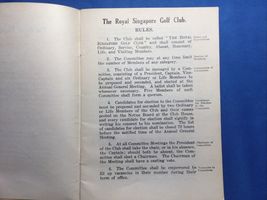 The Royal Singapore Golf Club.
RULES.
1. The Club shall be called "THE ROYAL
SINGAPORE GOLF CLUB" and shall consist of
Ordinary, Service, Country, Absent, Honorary,
Life, and Visiting Members.
2. The Committee may at any time limit
the number of Members of any category.
3. The Club shall be managed by a Com-
mittee, consisting of a President, Captain, Vice-
Captain and six Ordinary or Life Members to
be proposed and seconded, and elected at the
Annual General Meeting. A ballot shall be taken
whenever necessary. Five Members of such
Committee shall form a quorum.
4. Candidates for election to the Committee
must be proposed and seconded by two Ordinary
or Life Members of the Club and their names
posted on the Notice Board at the Club House,
and every candidate for election shall signify in
writing his consent to his nomination. The list
of candidates for election shall be closed 72 hours
before the notified time of the Annual General
Meeting.
5. At all Committee Meetings the President
of the Club shall take the chair, or in his absence,
the Captain; should both be absent, the Com-
mittee shall elect a Chairman. The Chairman of
the Meeting shall have a casting vote.
6. The Committee shall be empowered to
fill up vacancies in their number during their
term of office.